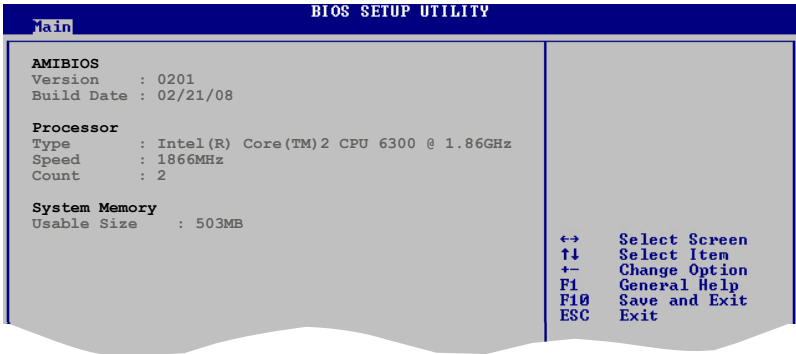 BIOS SETUP UTILITY
Main
AMIBIOS
Version : 0201
Build Date : 02/21/08
Processor
Type : Intel(R) Core(TM)2 CPU 6300 @ 1.86GHz
Speed : 1866MHz
Count : 2
System Memory
Usable Size : 503MB
←→ Select Screen
↑↓ Select Item
+- Change Option
F1 General Help
F10 Save and Exit
ESC Exit